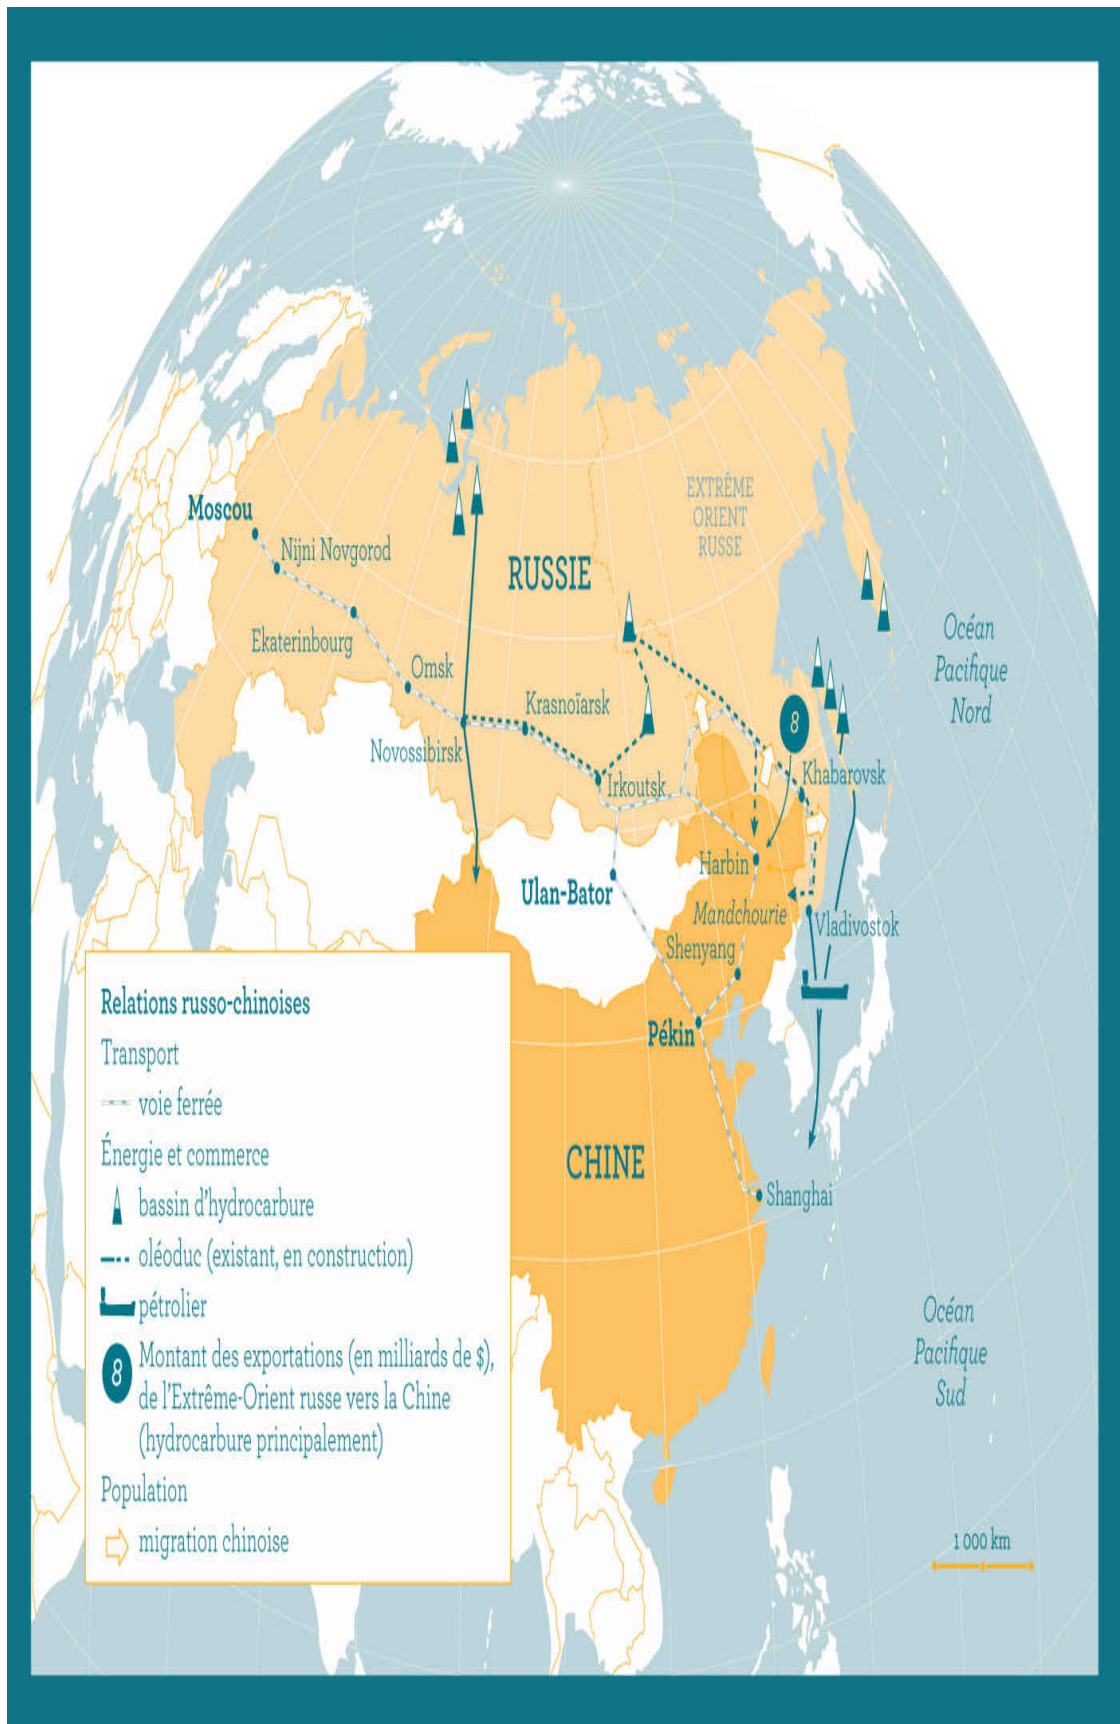 Moscou
Nijni Novgorod
Ekaterinbourg
Omsk
Novossibirsk
Krasnoïarsk
Irkoutsk
RUSSIE
EXTRÊME
ORIENT
RUSSE
Océan
Pacifique
Nord
8
Khabarovsk
Harbin
Ulan-Bator
Mandchourie
Vladivostok
Shenyang
Pékin
CHINE
Shanghai
Océan
Pacifique
Sud
1 000 km
Relations russo-chinoises
Transport
voie ferrée
Énergie et commerce
bassin d'hydrocarbure
oléoduc (existant, en construction)
pétrolier
8 Montant des exportations (en milliards de $),
de l'Extrême-Orient russe vers la Chine
(hydrocarbure principalement)
Population
migration chinoise